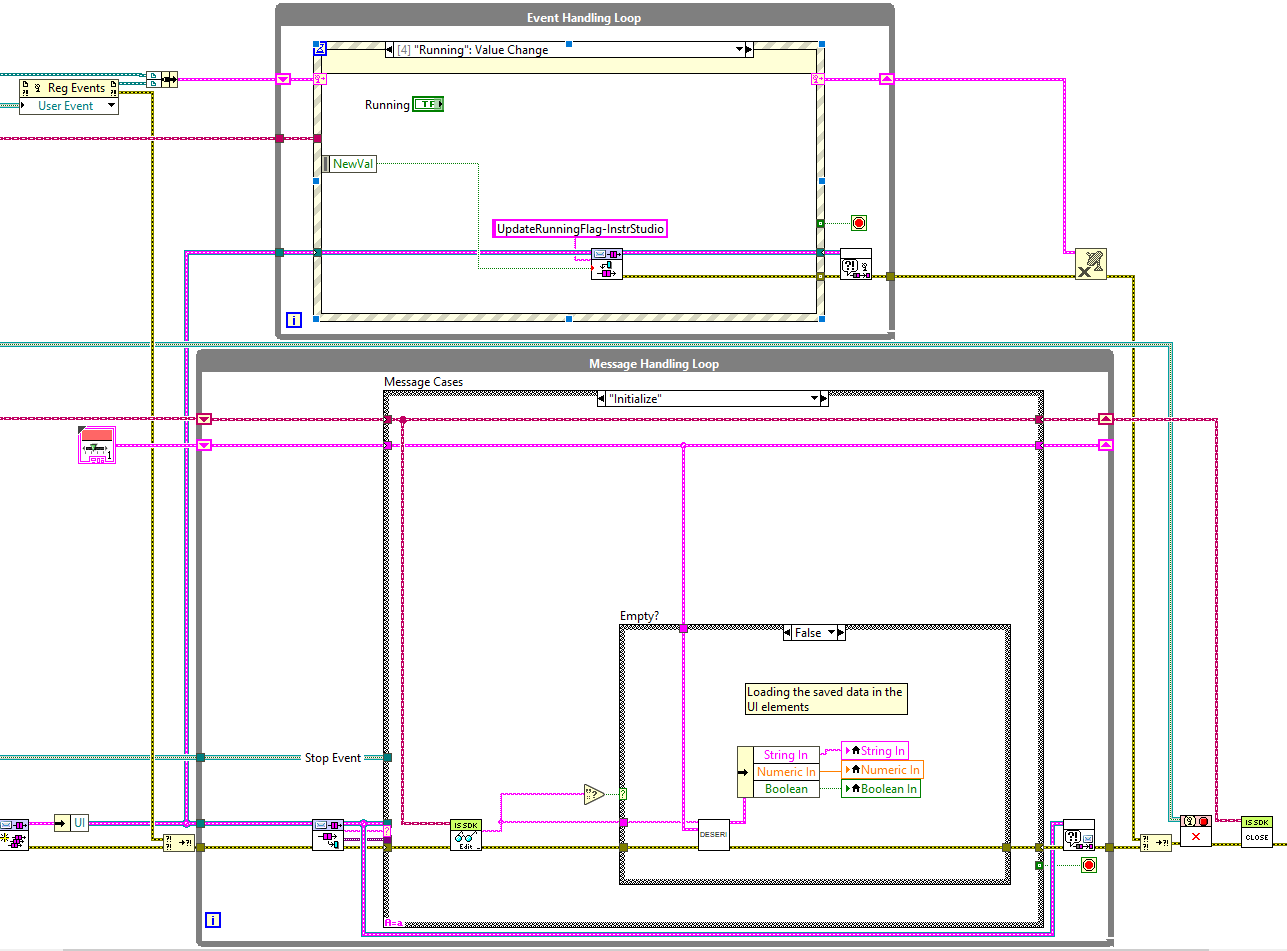 Event Handling Loop
[4] "Running": Value Change
Reg Events
User Event
Running
TF
NewVal
UpdateRunningFlag-InstrStudio
i
Message Handling Loop
Message Cases
"Initialize"
1
Empty?
False
Loading the saved data in the
UI elements
String In
String In
Numeric In
Numeric In
Boolean
Boolean In
Stop Event
UI
IS SDK
Edit
DESERI
IS SDK
CLOSE
A=a
i